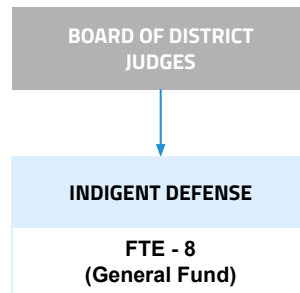 BOARD OF DISTRICT
JUDGES
INDIGENT DEFENSE
FTE - 8
(General Fund)